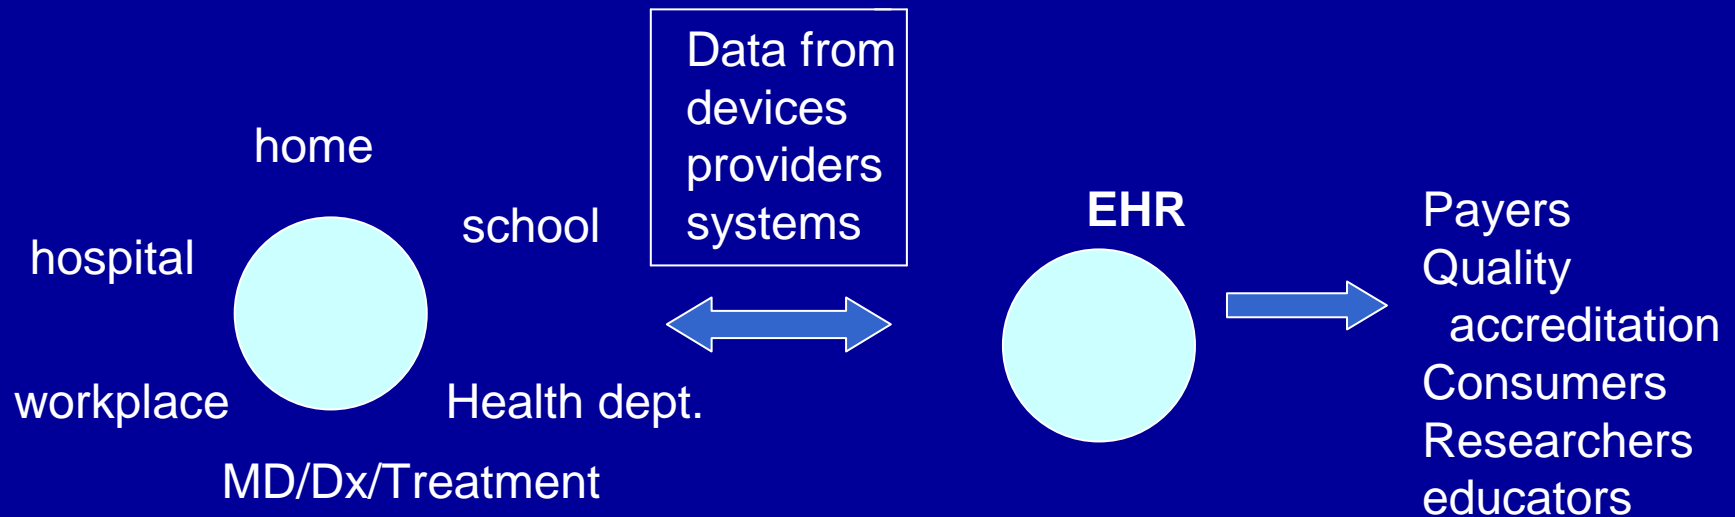 home
hospital
school
workplace
Health dept.
MD/Dx/Treatment
Data from
devices
providers
systems
EHR
Payers
Quality
accreditation
Consumers
Researchers
educators